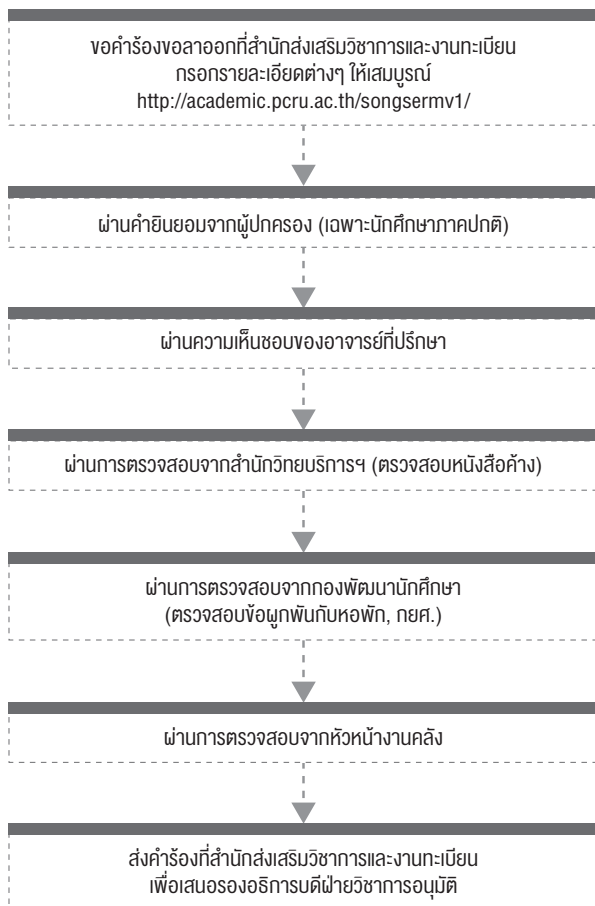 ขอคำร้องขอลาออกที่สำนักส่งเสริมวิชาการและงานทะเบียน
กรอกรายละเอียดต่างๆ ให้เสมบูรณ์
http://academic.pcru.ac.th/songsermv1/
ผ่านคำยินยอมจากผู้ปกครอง (เฉพาะนักศึกษาภาคปกติ)
ผ่านความเห็นชอบของอาจารย์ที่ปรึกษา
ผ่านการตรวจสอบจากสำนักวิทยบริการฯ (ตรวจสอบหนังสือค้าง)
ผ่านการตรวจสอบจากกองพัฒนานักศึกษา
(ตรวจสอบข้อผูกพันกับหอพัก, กยศ.)
ผ่านการตรวจสอบจากหัวหน้างานคลัง
ส่งคำร้องที่สำนักส่งเสริมวิชาการและงานทะเบียน
เพื่อเสนอรองอธิการบดีฝ่ายวิชาการอนุมัติ